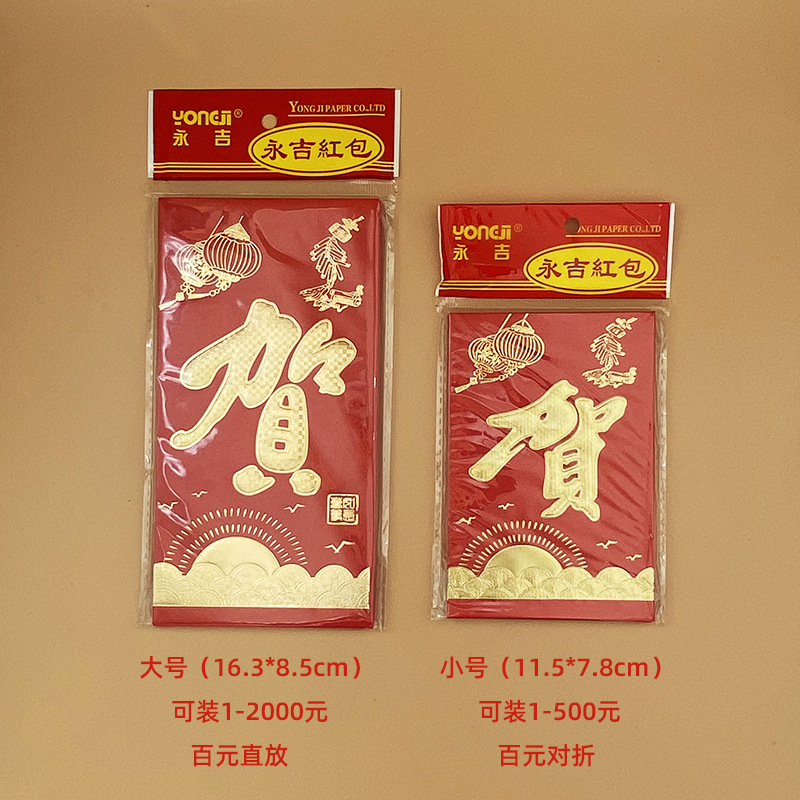 YONGJI®
永吉
YONG JI PAPER CO.,LTD
永吉紅包
賀
YONGJI®
永吉
YONG JI PAPER CO.,LTD
永吉紅包
賀
大号（16.3*8.5cm）
可装1-2000元
百元直放
小号（11.5*7.8cm）
可装1-500元
百元对折